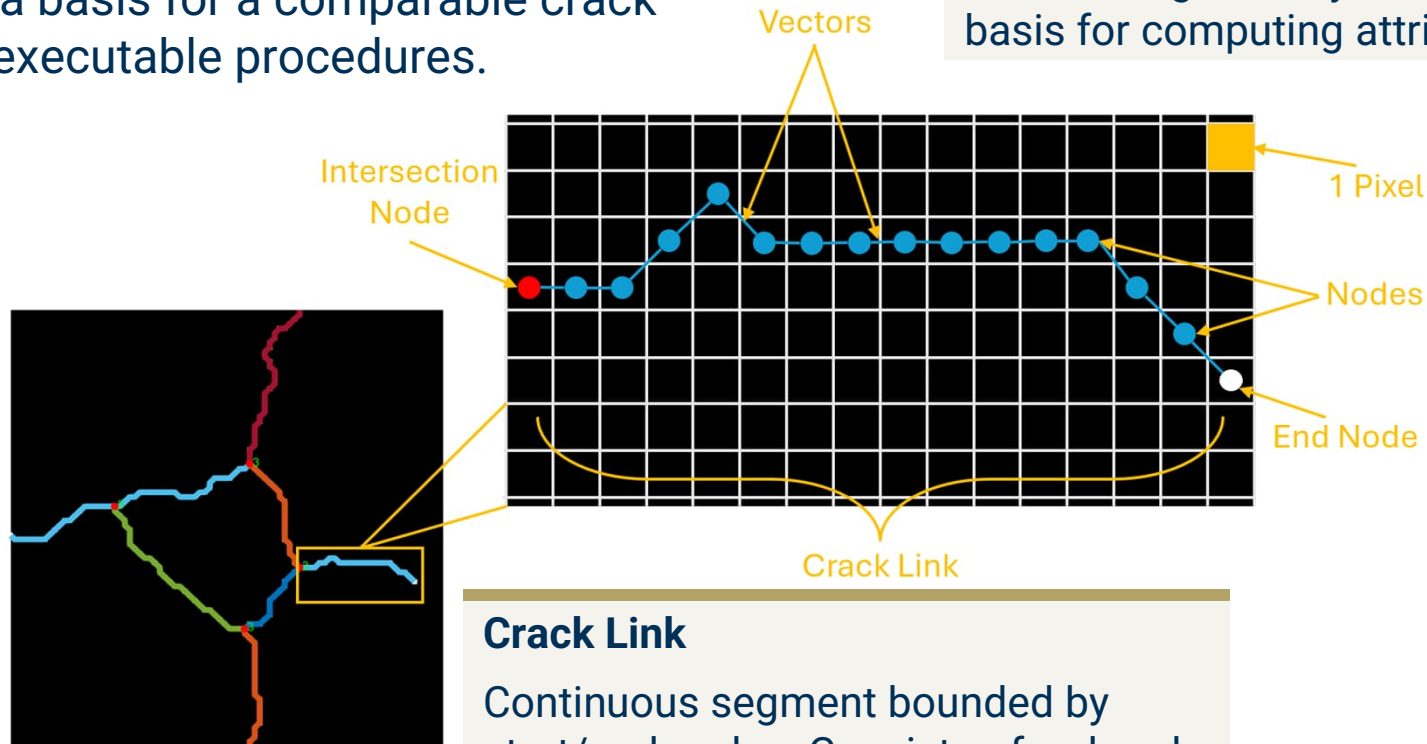 a basis for a comparable crack
executable procedures.
basis for computing
Vectors
Intersection
Node
1 Pixel
Nodes
End Node
Crack Link
3
Crack Link
Continuous segment bounded by